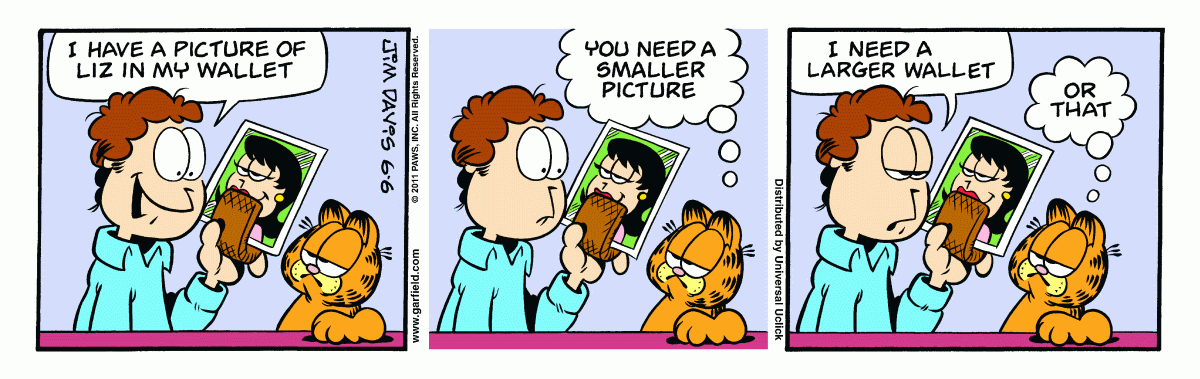 I HAVE A PICTURE OF
LIZ IN MY WALLET
JIM DAVIS 6·6
© 2011 PAWS, INC. All Rights Reserved.
www.garfield.com
YOU NEED A
SMALLER
PICTURE
Distributed by Universal Uclick
I NEED A
LARGER WALLET
OR
THAT